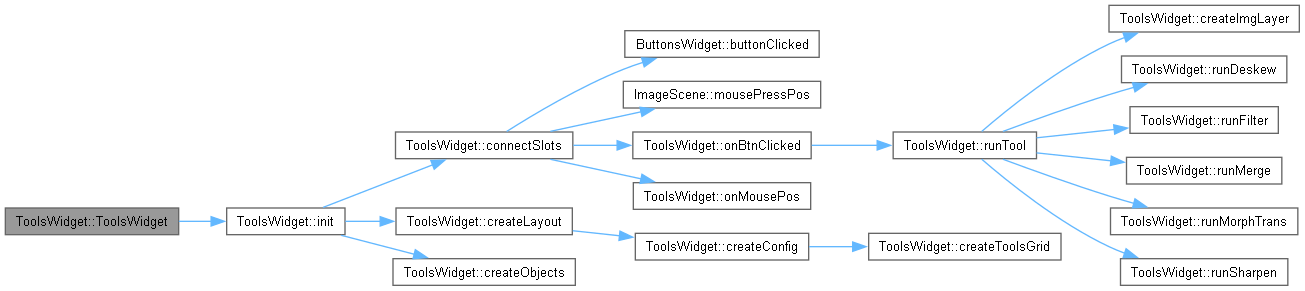 ToolsWidget::ToolsWidget
ToolsWidget::init
ToolsWidget::connectSlots
ButtonsWidget::buttonClicked
ImageScene::mousePressPos
ToolsWidget::onBtnClicked
ToolsWidget::runTool
ToolsWidget::createImgLayer
ToolsWidget::runDeskew
ToolsWidget::runFilter
ToolsWidget::runMerge
ToolsWidget::runMorphTrans
ToolsWidget::runSharpen
ToolsWidget::onMousePos
ToolsWidget::createLayout
ToolsWidget::createConfig
ToolsWidget::createToolsGrid
ToolsWidget::createObjects